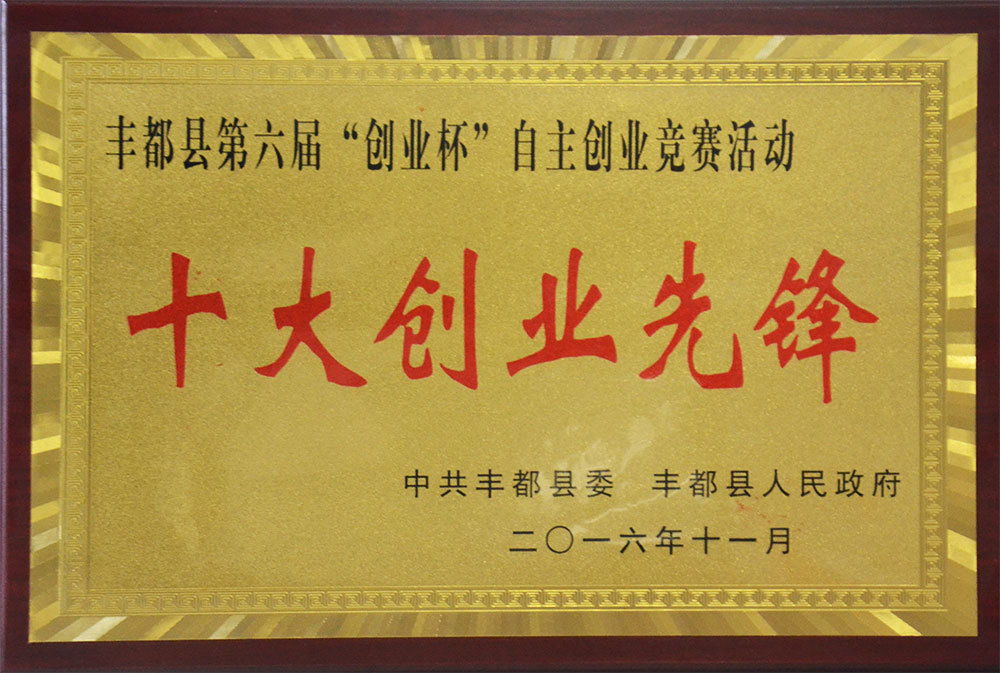 丰都县第六届“创业杯”自主创业竞赛活动
十大创业先锋
中共丰都县委 丰都县人民政府
二〇一六年十一月